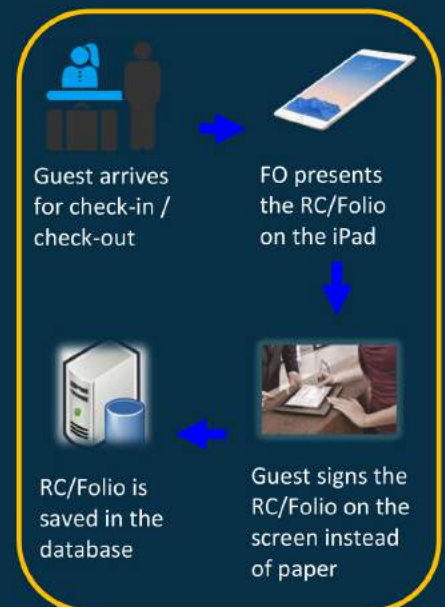 Guest arrives
for check-in /
check-out
FO presents
the RC/Folio
on the iPad
Guest signs the
RC/Folio on the
screen instead
of paper
RC/Folio is
saved in the
database